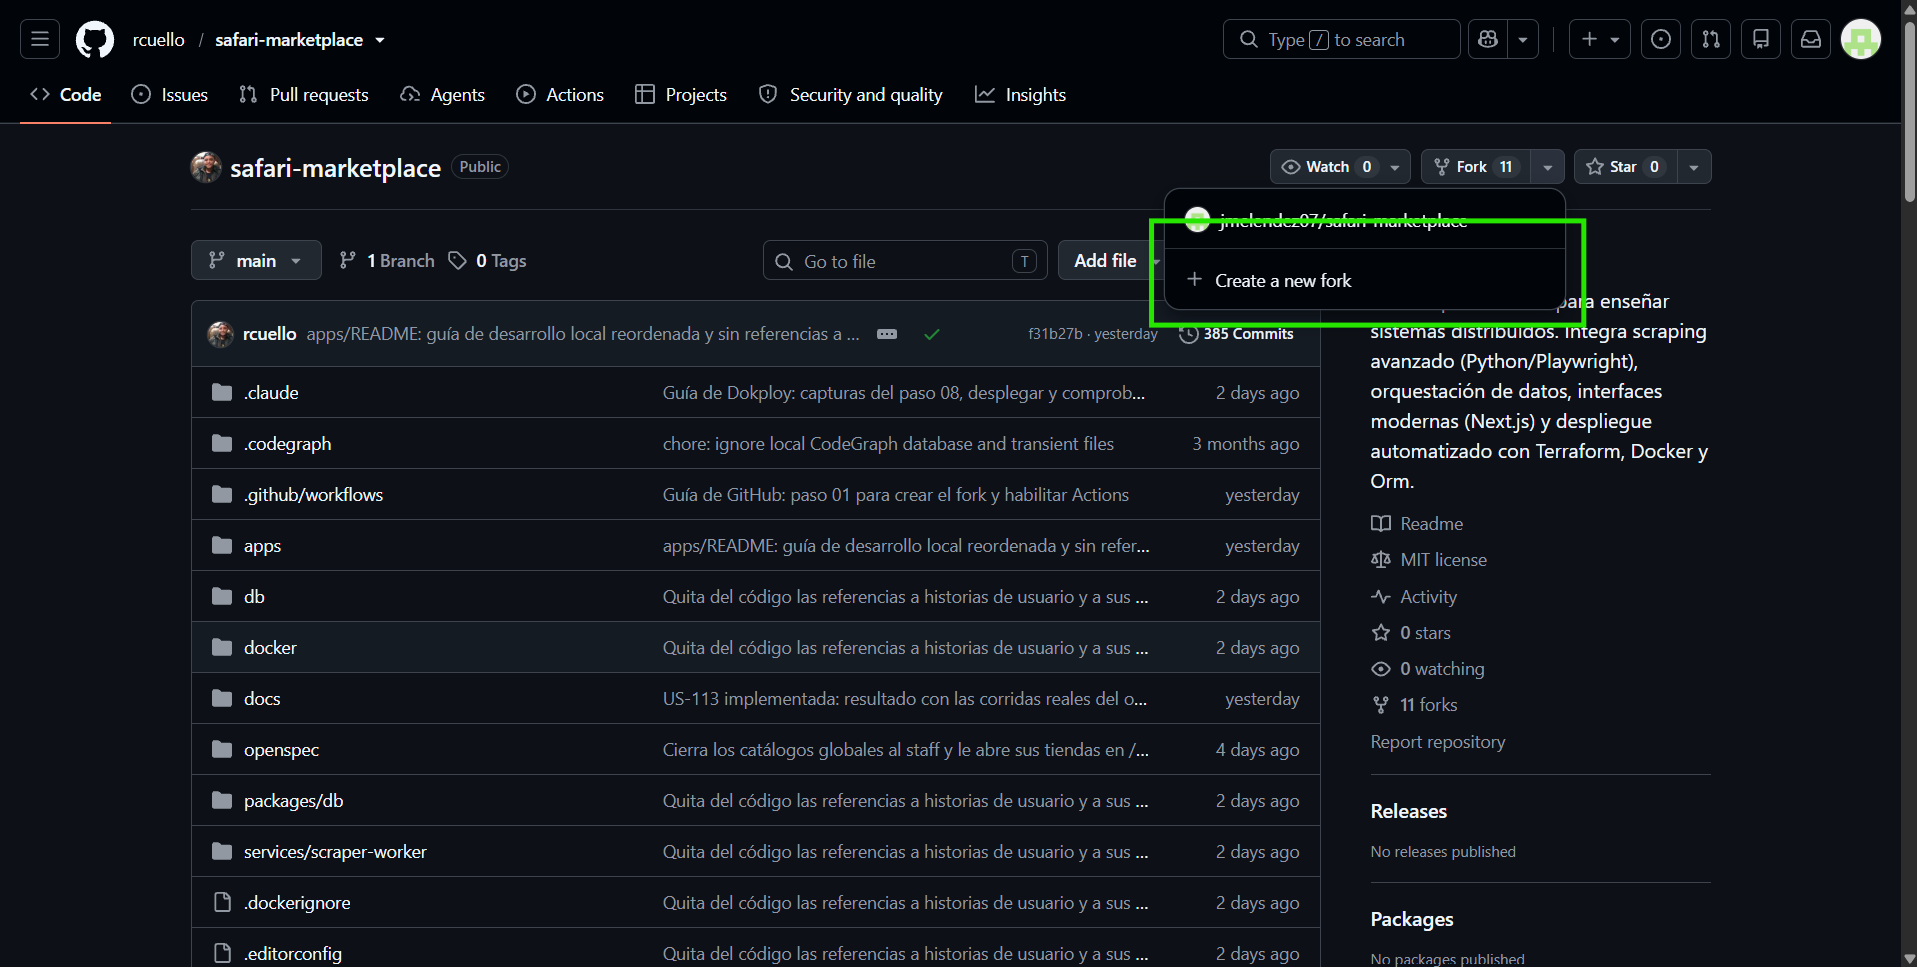 rcuello / safari-marketplace
Type / to search
Code
Issues
Pull requests
Agents
Actions
Projects
Security and quality
Insights
safari-marketplace
Public
Watch 0
Fork 11
Star 0
jmelendez07/safari-marketplace
Create a new fork
main
1 Branch
0 Tags
Go to file
T
Add file
rcuello apps/README: guía de desarrollo local reordenada y sin referencias a ...
f31b27b · yesterday
385 Commits
.claude Guía de Dokploy: capturas del paso 08, desplegar y comprob... 2 days ago
.codegraph chore: ignore local CodeGraph database and transient files 3 months ago
.github/workflows Guía de GitHub: paso 01 para crear el fork y habilitar Actions yesterday
apps apps/README: guía de desarrollo local reordenada y sin refer... yesterday
db Quita del código las referencias a historias de usuario y a sus ... 2 days ago
docker Quita del código las referencias a historias de usuario y a sus ... 2 days ago
docs US-113 implementada: resultado con las corridas reales del o... yesterday
openspec Cierra los catálogos globales al staff y le abre sus tiendas en /... 4 days ago
packages/db Quita del código las referencias a historias de usuario y a sus ... 2 days ago
services/scraper-worker Quita del código las referencias a historias de usuario y a sus ... 2 days ago
.dockerignore Quita del código las referencias a historias de usuario y a sus ... 2 days ago
.editorconfig Quita del código las referencias a historias de usuario y a sus ... 2 days ago
para enseñar
sistemas distribuidos. Integra scraping
avanzado (Python/Playwright),
orquestación de datos, interfaces
modernas (Next.js) y despliegue
automatizado con Terraform, Docker y
Orm.
Readme
MIT license
Activity
0 stars
0 watching
11 forks
Report repository
Releases
No releases published
Packages
No packages published